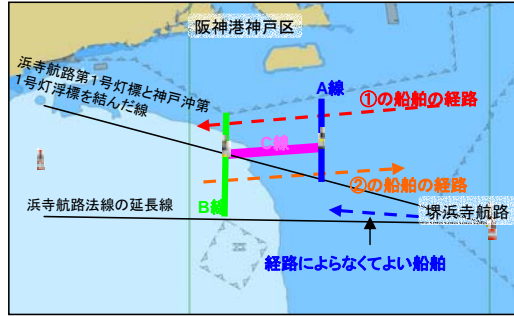 阪神港神戸区
浜寺航路第1号灯標と神戸沖第
1号灯浮標を結んだ線
A線
①の船舶の経路
C線
②の船舶の経路
浜寺航路法線の延長線
B線
堺浜寺航路
経路によらなくてよい船舶